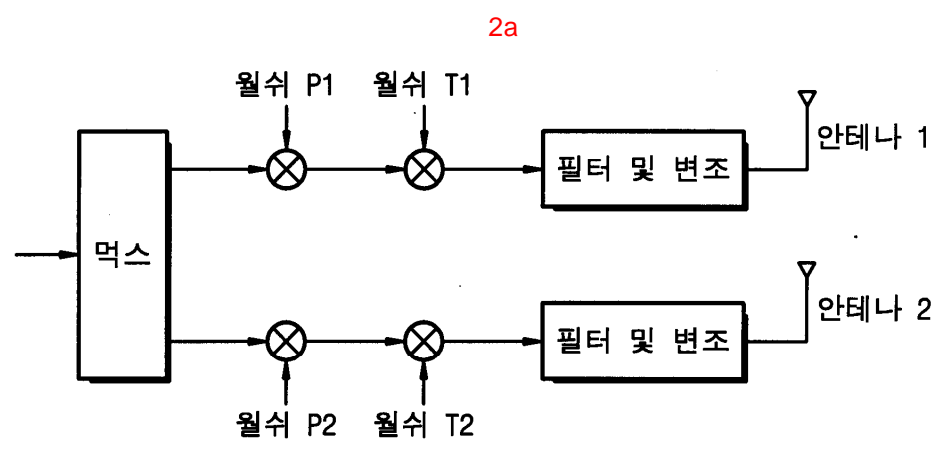 2a
월쉬 P1 월쉬 T1
안테나 1
필터 및 변조
먹스
안테나 2
필터 및 변조
월쉬 P2 월쉬 T2